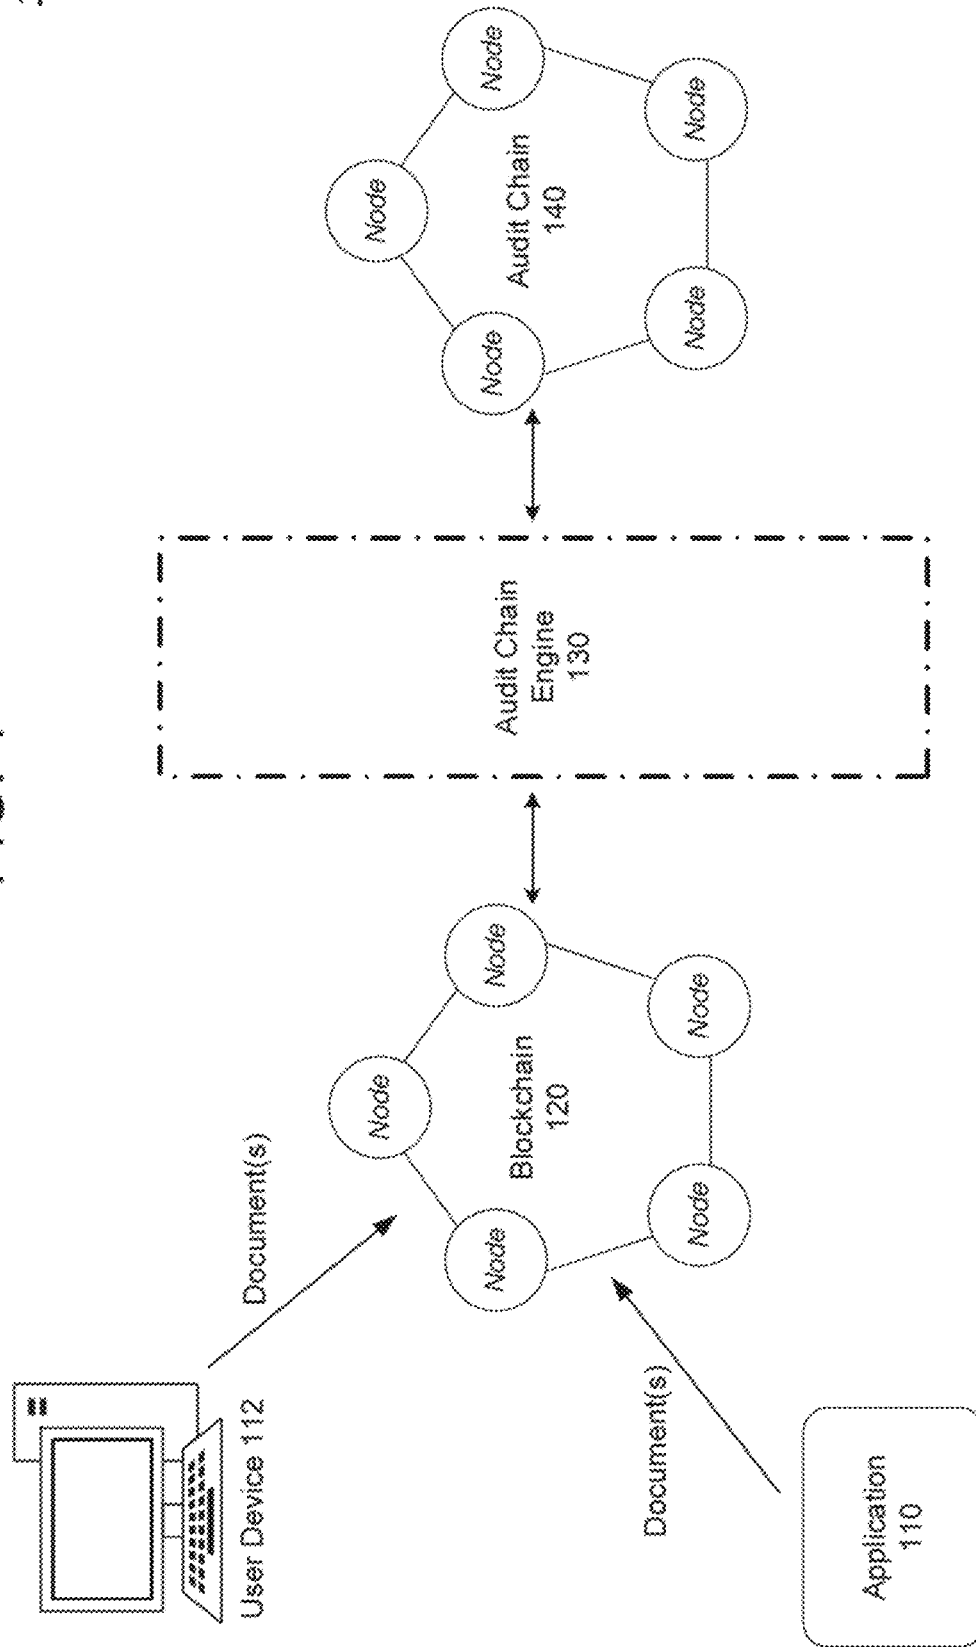 User Device 112
Document(s)
Node
Node
Node
Node
Node
Blockchain
120
Document(s)
Application
110
Audit Chain
Engine
130
Node
Node
Node
Node
Node
Audit Chain
140